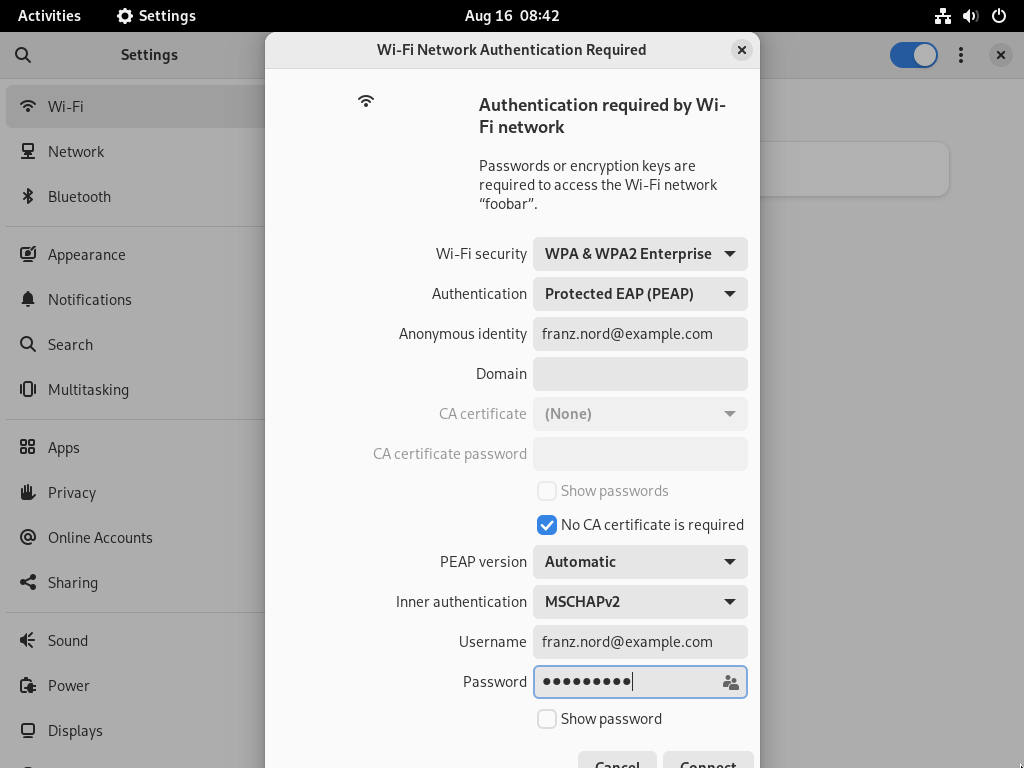 Activities
Settings
Aug 16 08:42
Settings
Wi-Fi
Network
Bluetooth
Appearance
Notifications
Search
Multitasking
Apps
Privacy
Online Accounts
Sharing
Sound
Power
Displays
Wi-Fi Network Authentication Required
Authentication required by Wi-
Fi network
Passwords or encryption keys are
required to access the Wi-Fi network
“foobar”.
Wi-Fi security WPA & WPA2 Enterprise
Authentication Protected EAP (PEAP)
Anonymous identity franz.nord@example.com
Domain
CA certificate (None)
CA certificate password
Show passwords
No CA certificate is required
PEAP version Automatic
Inner authentication MSCHAPv2
Username franz.nord@example.com
Password ●●●●●●●●●
Show password
Cancel Connect